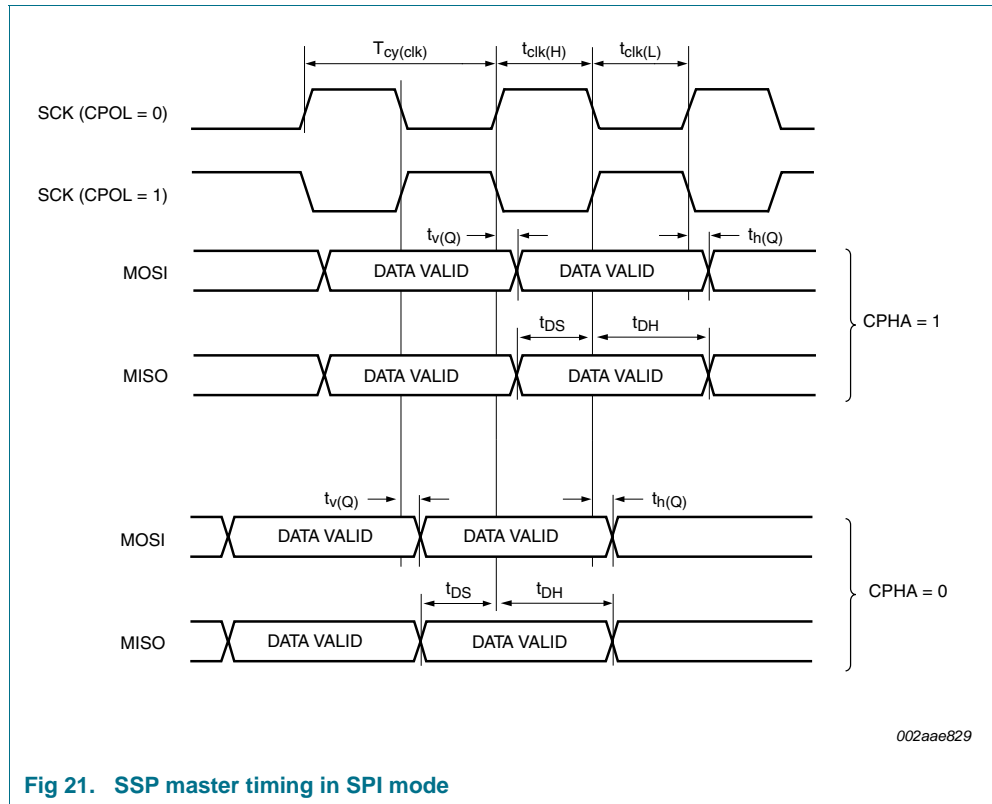 Tcy(clk) tclk(H) tclk(L)
SCK (CPOL = 0)
SCK (CPOL = 1)
tv(Q) th(Q)
MOSI DATA VALID DATA VALID
CPHA = 1
tDS tDH
MISO DATA VALID DATA VALID
tv(Q) th(Q)
MOSI DATA VALID DATA VALID
CPHA = 0
tDS tDH
MISO DATA VALID DATA VALID
002aae829
Fig 21. SSP master timing in SPI mode